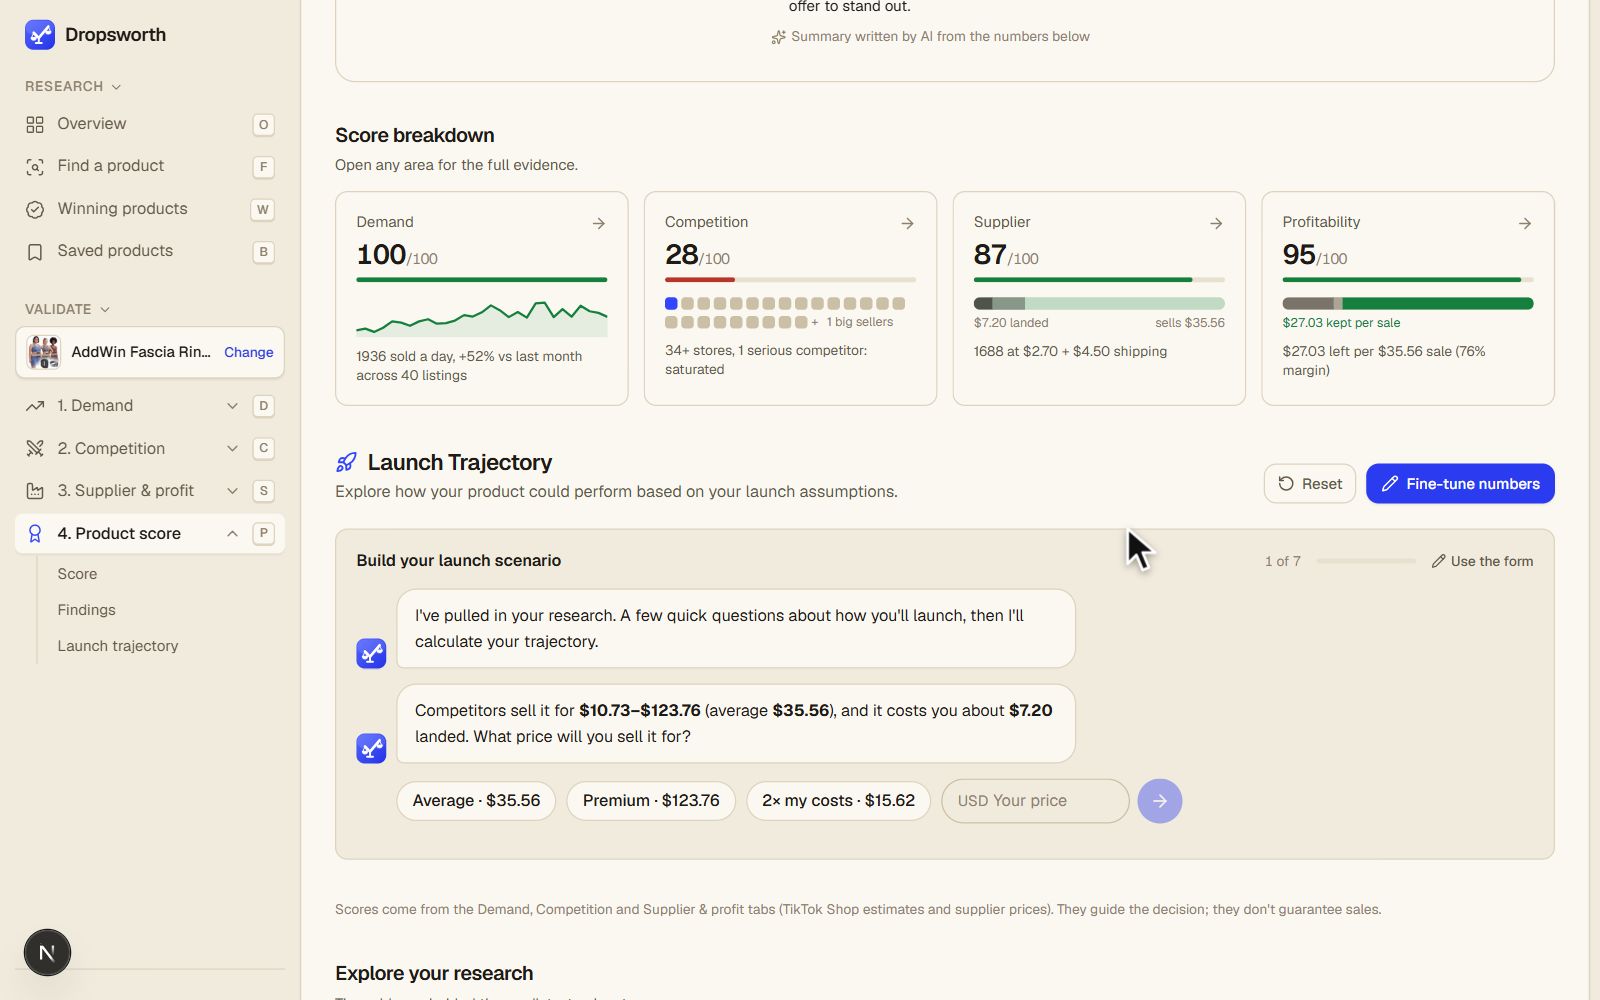 Dropsworth
RESEARCH
Overview O
Find a product F
Winning products W
Saved products B
VALIDATE
AddWin Fascia Rin... Change
1. Demand D
2. Competition C
3. Supplier & profit S
4. Product score P
Score
Findings
Launch trajectory
N
offer to stand out.
Summary written by AI from the numbers below
Score breakdown
Open any area for the full evidence.
Demand
100/100
1936 sold a day, +52% vs last month
across 40 listings
Competition
28/100
+ 1 big sellers
34+ stores, 1 serious competitor:
saturated
Supplier
87/100
$7.20 landed sells $35.56
1688 at $2.70 + $4.50 shipping
Profitability
95/100
$27.03 kept per sale
$27.03 left per $35.56 sale (76%
margin)
Launch Trajectory
Explore how your product could perform based on your launch assumptions.
Reset
Fine-tune numbers
Build your launch scenario
1 of 7
Use the form
I've pulled in your research. A few quick questions about how you'll launch, then I'll
calculate your trajectory.
Competitors sell it for $10.73–$123.76 (average $35.56), and it costs you about $7.20
landed. What price will you sell it for?
Average · $35.56
Premium · $123.76
2× my costs · $15.62
USD Your price
Scores come from the Demand, Competition and Supplier & profit tabs (TikTok Shop estimates and supplier prices). They guide the decision; they don't guarantee sales.
Explore your research